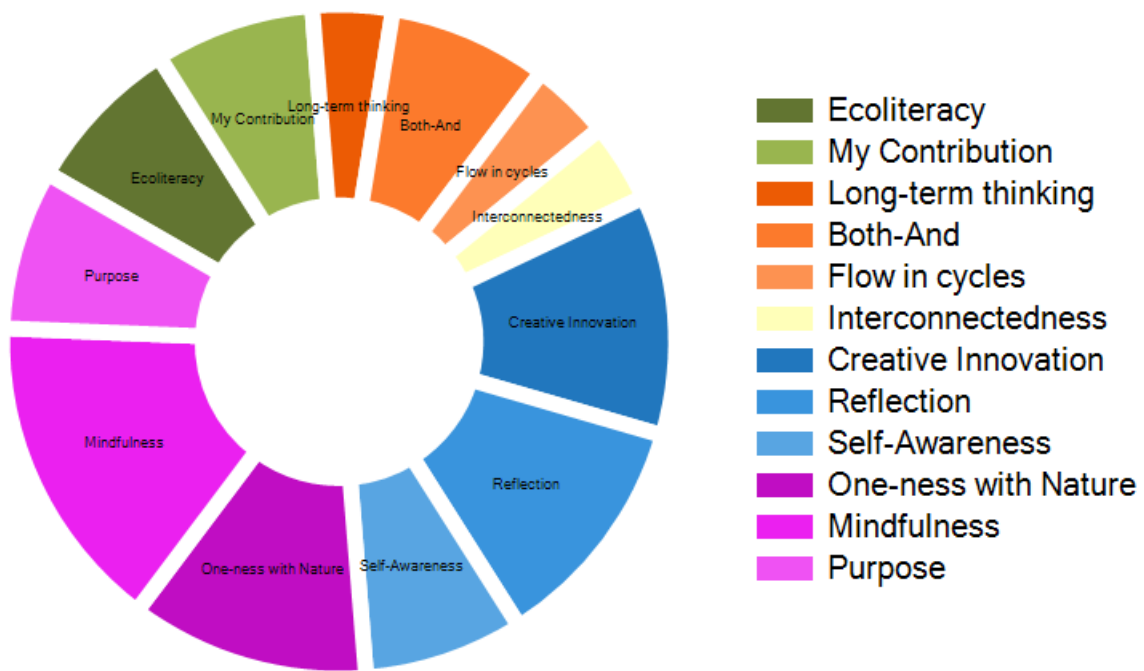 Long-term thinking
My Contribution
Both-And
Flow in cycles
Ecoliteracy
Interconnectedness
Purpose
Creative Innovation
Mindfulness
Reflection
One-ness with Nature
Self-Awareness
Ecoliteracy
My Contribution
Long-term thinking
Both-And
Flow in cycles
Interconnectedness
Creative Innovation
Reflection
Self-Awareness
One-ness with Nature
Mindfulness
Purpose